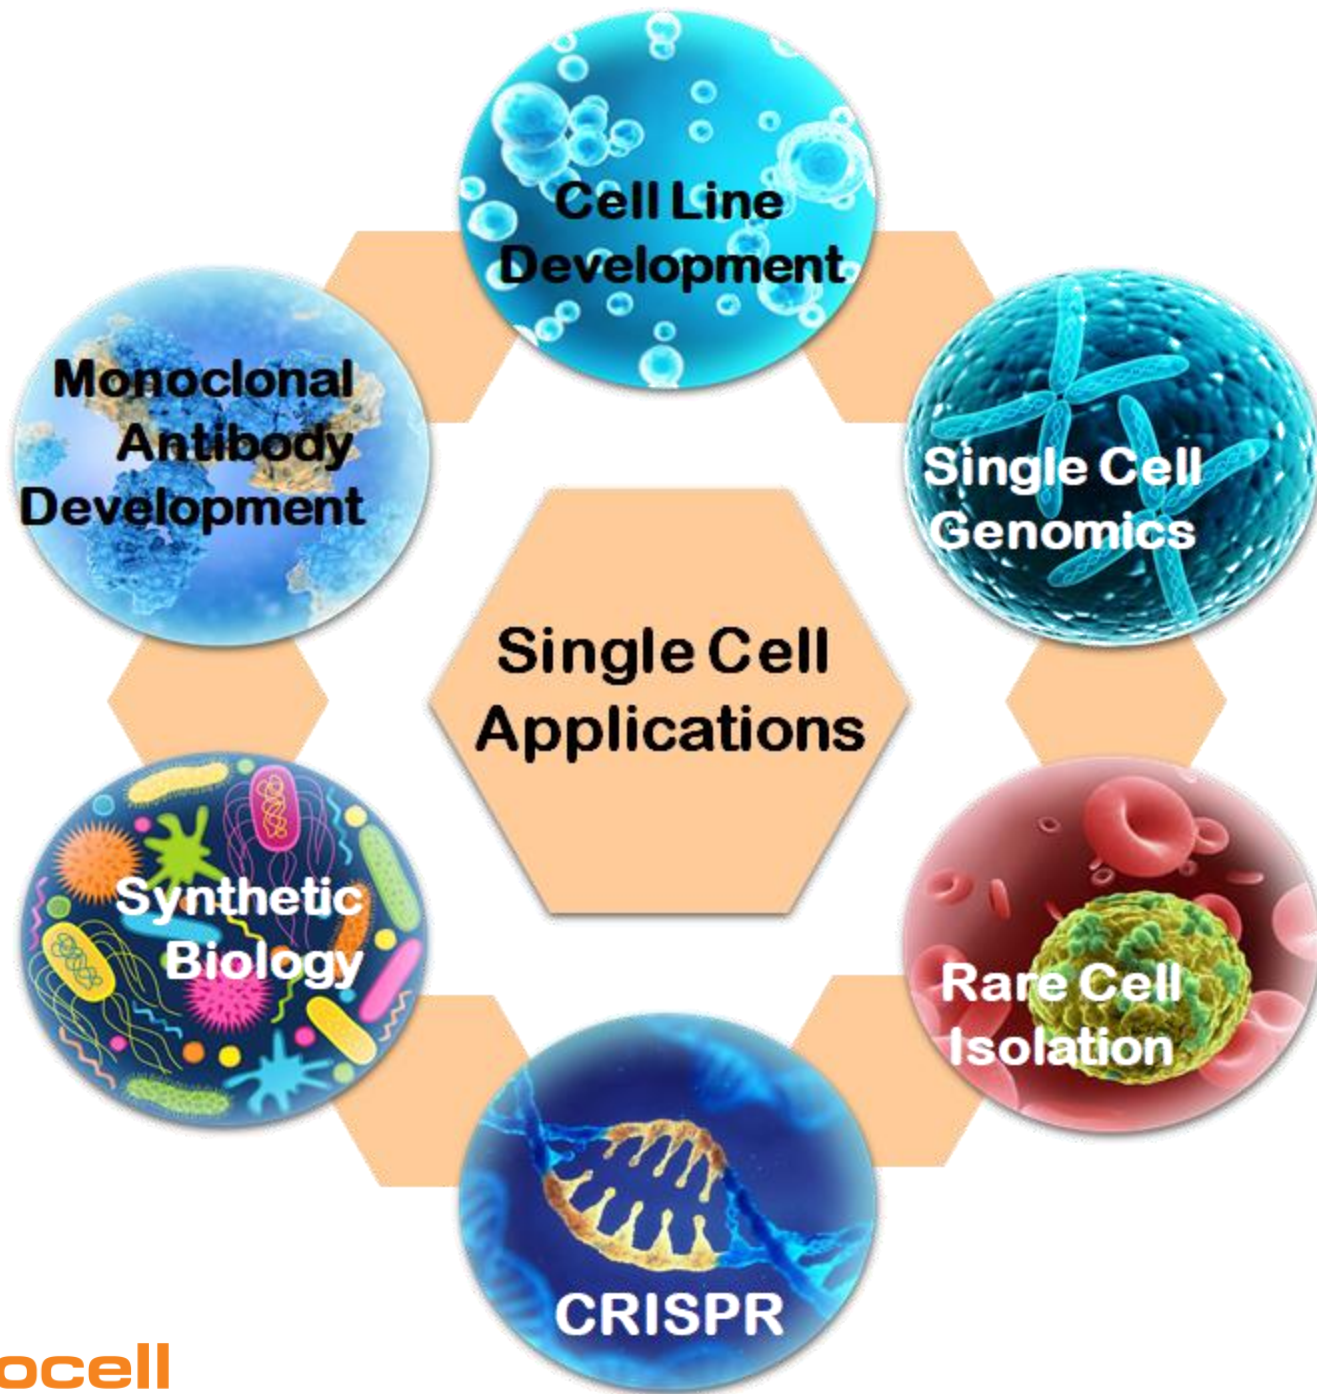 Cell Line
Development
Monoclonal
Antibody
Development
Single Cell
Genomics
Single Cell
Applications
Synthetic
Biology
Rare Cell
Isolation
CRISPR
ocell